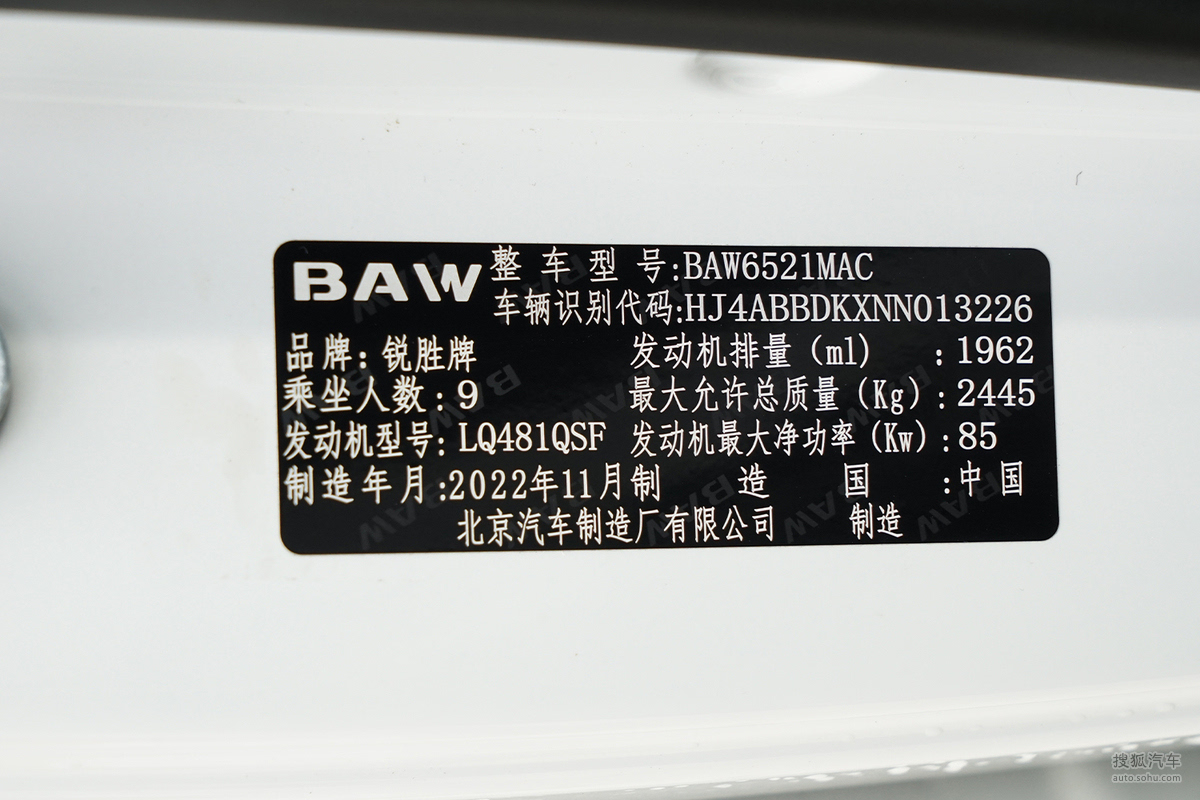 BAW 整车型号:BAW6521MAC
车辆识别代码:HJ4ABBDKXNN013226
品牌:锐胜牌 发动机排量(ml) :1962
乘坐人数:9 最大允许总质量(Kg):2445
发动机型号:LQ481QSF 发动机最大净功率(Kw):85
制造年月:2022年11月制 造 国 :中国
北京汽车制造厂有限公司 制造
搜狐汽车
auto.sohu.com